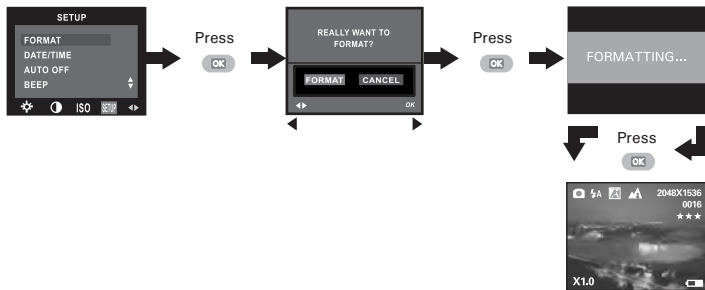 SETUP
FORMAT
DATE/TIME
AUTO OFF
BEEP
ISO SETUP
Press
OK
REALLY WANT TO
FORMAT?
FORMAT CANCEL
OK
Press
OK
FORMATTING...
Press
OK
A 2048X1536
0016
★★★
X1.0